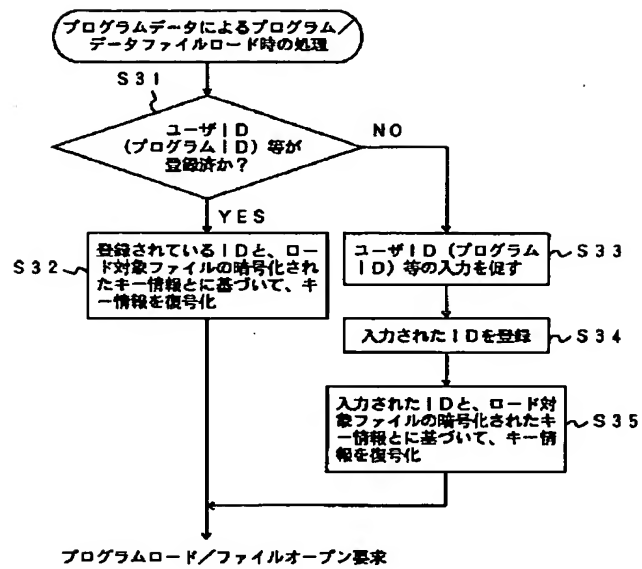 プログラムデータによるプログラム／
データファイルロード時の処理
S31
ユーザID
(プログラムID)等が
登録済か？
NO
YES
S32
登録されているIDと、ロー
ド対象ファイルの暗号化され
たキー情報とに基づいて、キ
ー情報を復号化
ユーザID(プログラム
ID)等の入力を促す
S33
入力されたIDを登録
S34
入力されたIDと、ロード対
象ファイルの暗号化されたキ
ー情報とに基づいて、キー情
報を復号化
S35
プログラムロード／ファイルオープン要求